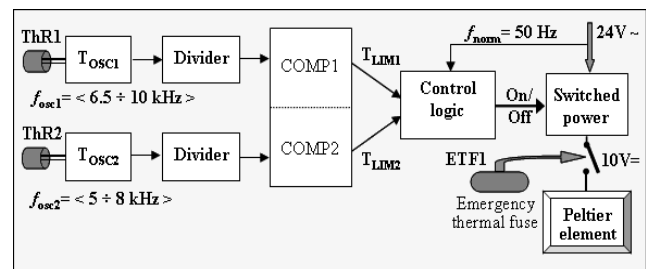 ThR1
T_OSC1
Divider
f_osc1= < 6.5 ÷ 10 kHz >
COMP1
T_LIM1
f_norm= 50 Hz
24V ~
Control
logic
On/
Off
Switched
power
ThR2
T_OSC2
Divider
f_osc2= < 5 ÷ 8 kHz >
COMP2
T_LIM2
ETF1
10V=
Emergency
thermal fuse
Peltier
element